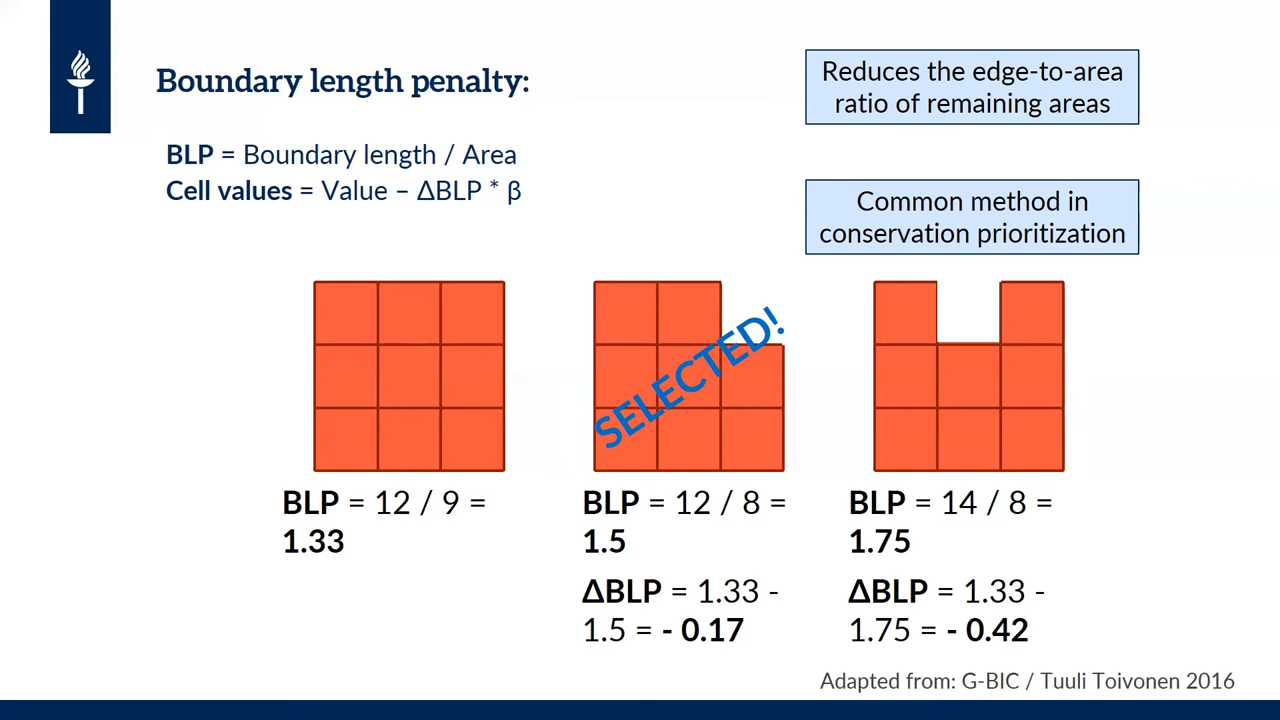 Boundary length penalty:
Reduces the edge-to-area
ratio of remaining areas
BLP = Boundary length / Area
Cell values = Value – ΔBLP * β
Common method in
conservation prioritization
SELECTED!
BLP = 12 / 9 =
1.33
BLP = 12 / 8 =
1.5
ΔBLP = 1.33 -
1.5 = - 0.17
BLP = 14 / 8 =
1.75
ΔBLP = 1.33 -
1.75 = - 0.42
Adapted from: G-BIC / Tuuli Toivonen 2016